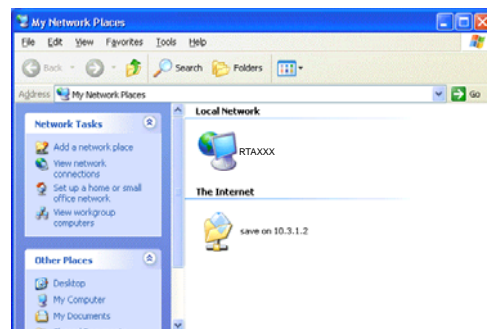 My Network Places
File Edit View Favorites Tools Help
Back Search Folders
Address My Network Places Go
Network Tasks
Add a network place
View network
connections
Set up a home or small
office network
View workgroup
computers
Other Places
Desktop
My Computer
My Documents
Local Network
RTAXXX
The Internet
save on 10.3.1.2